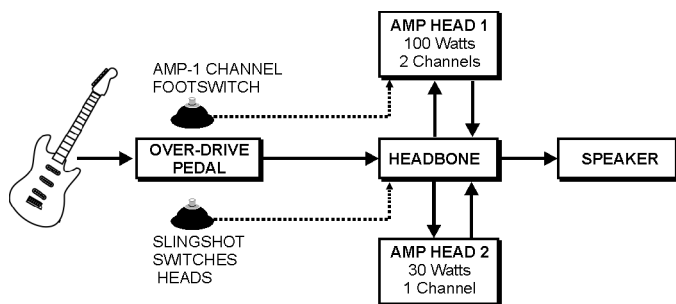 AMP HEAD 1
100 Watts
2 Channels
AMP-1 CHANNEL
FOOTSWITCH
OVER-DRIVE
PEDAL
HEADBONE
SPEAKER
SLINGSHOT
SWITCHES
HEADS
AMP HEAD 2
30 Watts
1 Channel